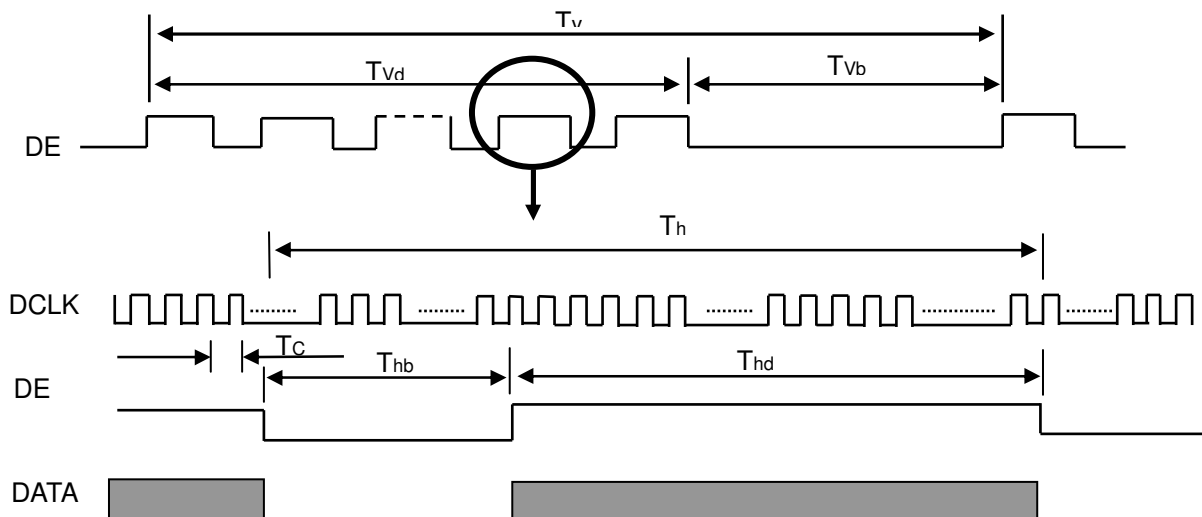 Tv
TVd
TVb
DE
Th
DCLK
TC
Thb
Thd
DE
DATA